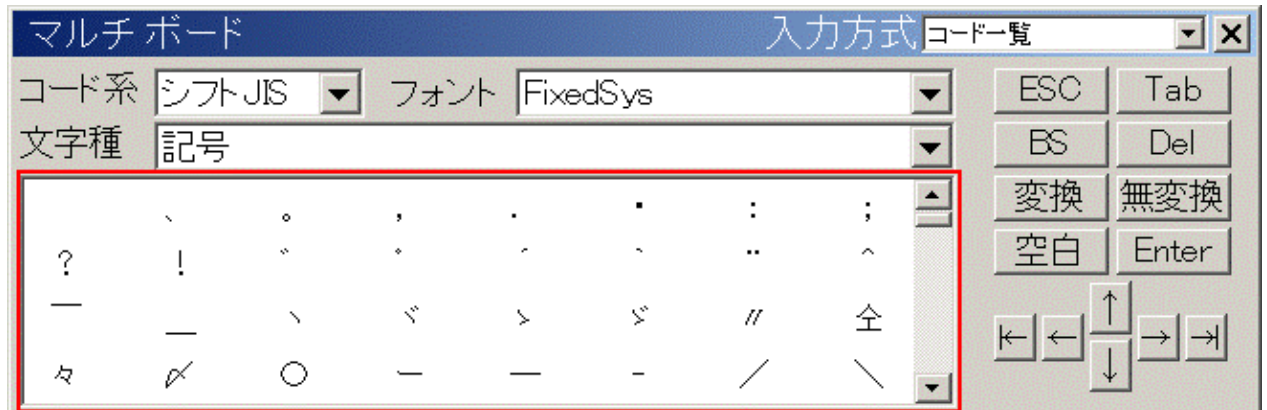 マルチボード 入力方式 コード一覧
コード系 シフトJIS フォント FixedSys ESC Tab
文字種 記号 BS Del
、 。 , . ・ : ; 変換 無変換
? ! ゛ ゜ ´ ` ¨ ^ 空白 Enter
 ̄ _ ヽ ヾ ゝ ゞ 〃 仝 ↑
々 〆 〇 ー ― ‐ / \ |← ← → →|
↓